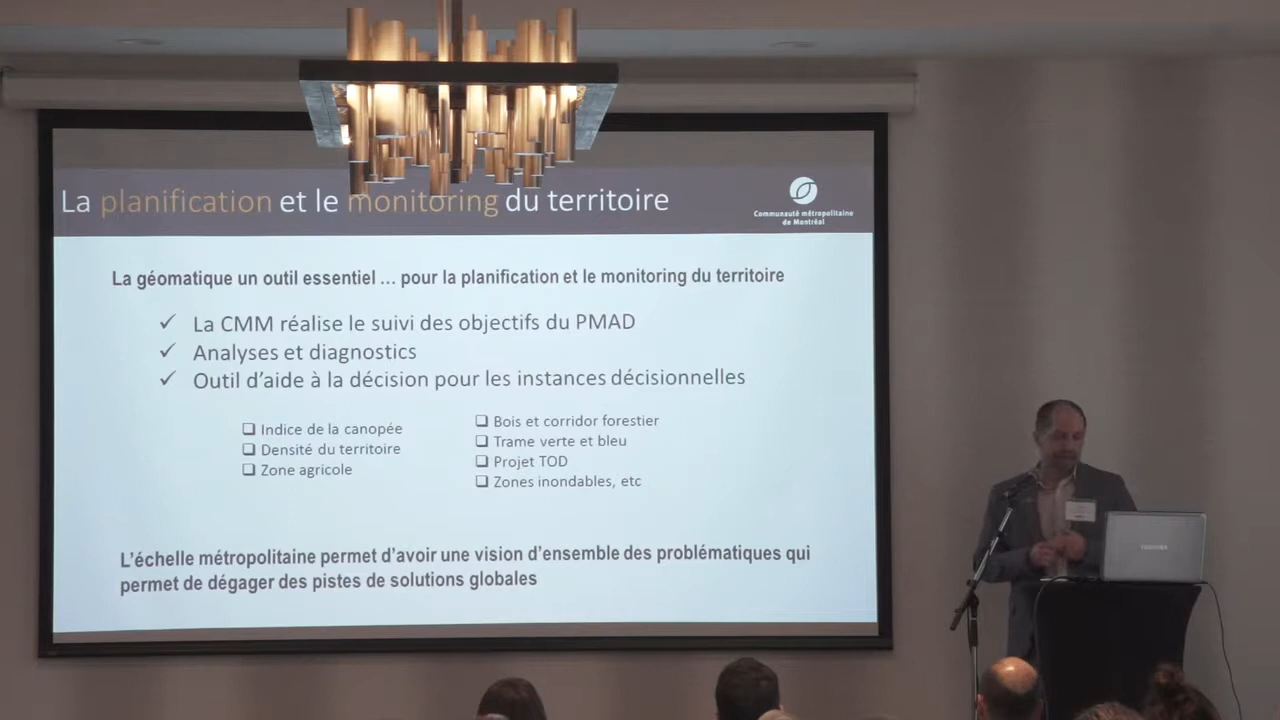 La planification et le monitoring du territoire
Communauté métropolitaine
de Montréal
La géomatique un outil essentiel … pour la planification et le monitoring du territoire
✓ La CMM réalise le suivi des objectifs du PMAD
✓ Analyses et diagnostics
✓ Outil d’aide à la décision pour les instances décisionnelles
❑ Indice de la canopée
❑ Densité du territoire
❑ Zone agricole
❑ Bois et corridor forestier
❑ Trame verte et bleu
❑ Projet TOD
❑ Zones inondables, etc
L’échelle métropolitaine permet d’avoir une vision d’ensemble des problématiques qui
permet de dégager des pistes de solutions globales
TOSHIBA